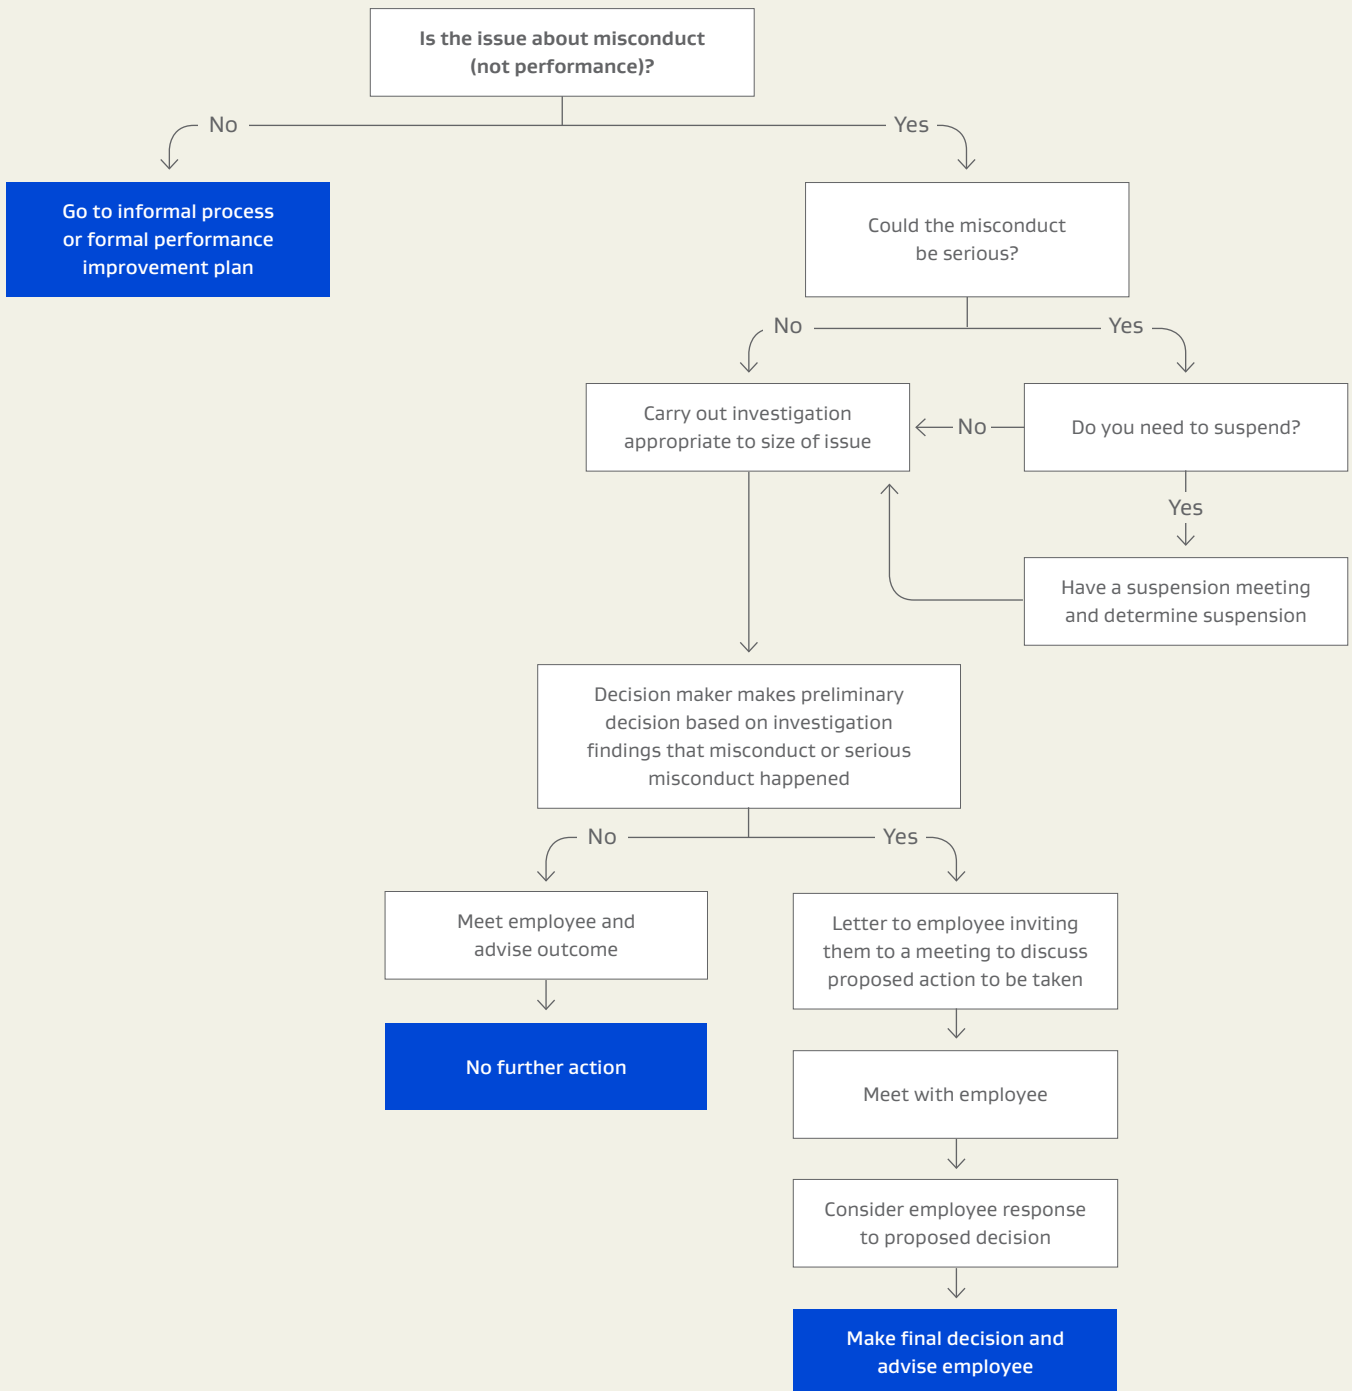 Is the issue about misconduct
(not performance)?
No
Yes
Go to informal process
or formal performance
improvement plan
Could the misconduct
be serious?
No
Yes
Carry out investigation
appropriate to size of issue
No
Do you need to suspend?
Yes
Have a suspension meeting
and determine suspension
Decision maker makes preliminary
decision based on investigation
findings that misconduct or serious
misconduct happened
No
Yes
Meet employee and
advise outcome
Letter to employee inviting
them to a meeting to discuss
proposed action to be taken
No further action
Meet with employee
Consider employee response
to proposed decision
Make final decision and
advise employee